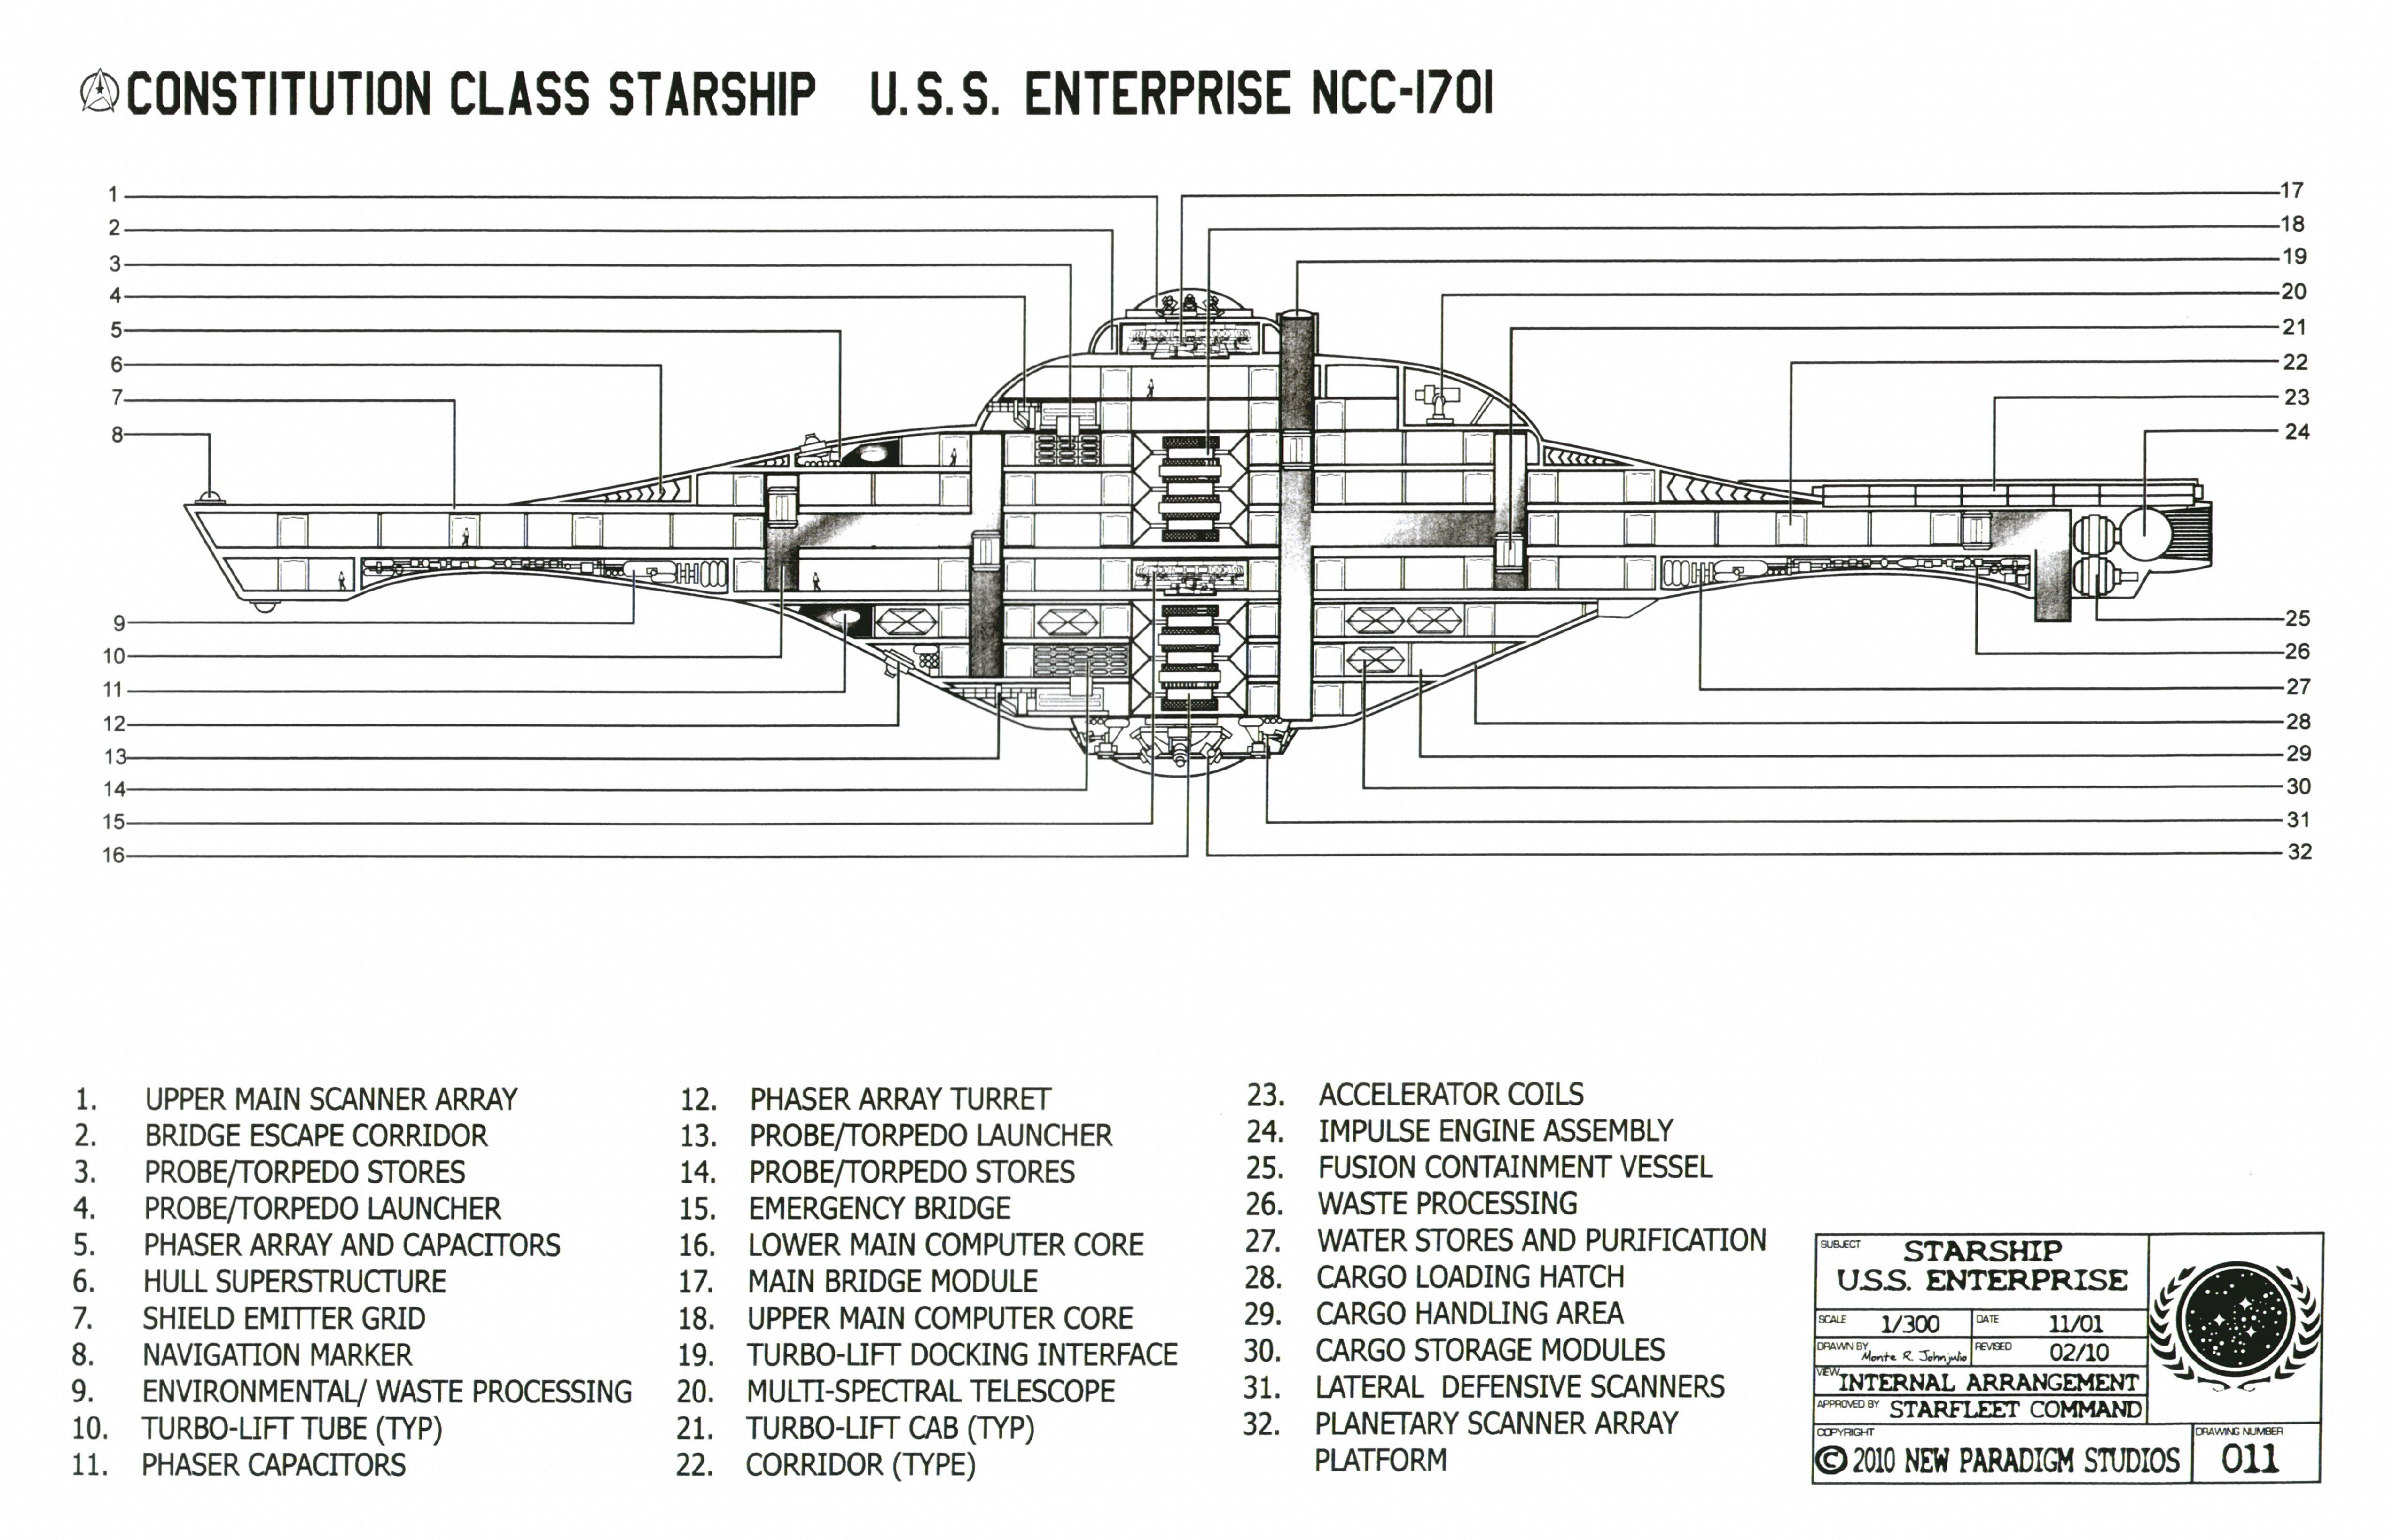 CONSTITUTION CLASS STARSHIP U.S.S. ENTERPRISE NCC-1701
1
2
3
4
5
6
7
8
9
10
11
12
13
14
15
16
17
18
19
20
21
22
23
24
25
26
27
28
29
30
31
32
1. UPPER MAIN SCANNER ARRAY
2. BRIDGE ESCAPE CORRIDOR
3. PROBE/TORPEDO STORES
4. PROBE/TORPEDO LAUNCHER
5. PHASER ARRAY AND CAPACITORS
6. HULL SUPERSTRUCTURE
7. SHIELD EMITTER GRID
8. NAVIGATION MARKER
9. ENVIRONMENTAL/ WASTE PROCESSING
10. TURBO-LIFT TUBE (TYP)
11. PHASER CAPACITORS
12. PHASER ARRAY TURRET
13. PROBE/TORPEDO LAUNCHER
14. PROBE/TORPEDO STORES
15. EMERGENCY BRIDGE
16. LOWER MAIN COMPUTER CORE
17. MAIN BRIDGE MODULE
18. UPPER MAIN COMPUTER CORE
19. TURBO-LIFT DOCKING INTERFACE
20. MULTI-SPECTRAL TELESCOPE
21. TURBO-LIFT CAB (TYP)
22. CORRIDOR (TYPE)
23. ACCELERATOR COILS
24. IMPULSE ENGINE ASSEMBLY
25. FUSION CONTAINMENT VESSEL
26. WASTE PROCESSING
27. WATER STORES AND PURIFICATION
28. CARGO LOADING HATCH
29. CARGO HANDLING AREA
30. CARGO STORAGE MODULES
31. LATERAL DEFENSIVE SCANNERS
32. PLANETARY SCANNER ARRAY
PLATFORM
SUBJECT STARSHIP
U.S.S. ENTERPRISE
SCALE 1/300 DATE 11/01
DRAWN BY Monte R. Johnjulio REVISED 02/10
VIEW INTERNAL ARRANGEMENT
APPROVED BY STARFLEET COMMAND
COPYRIGHT DRAWING NUMBER
© 2010 NEW PARADIGM STUDIOS 011